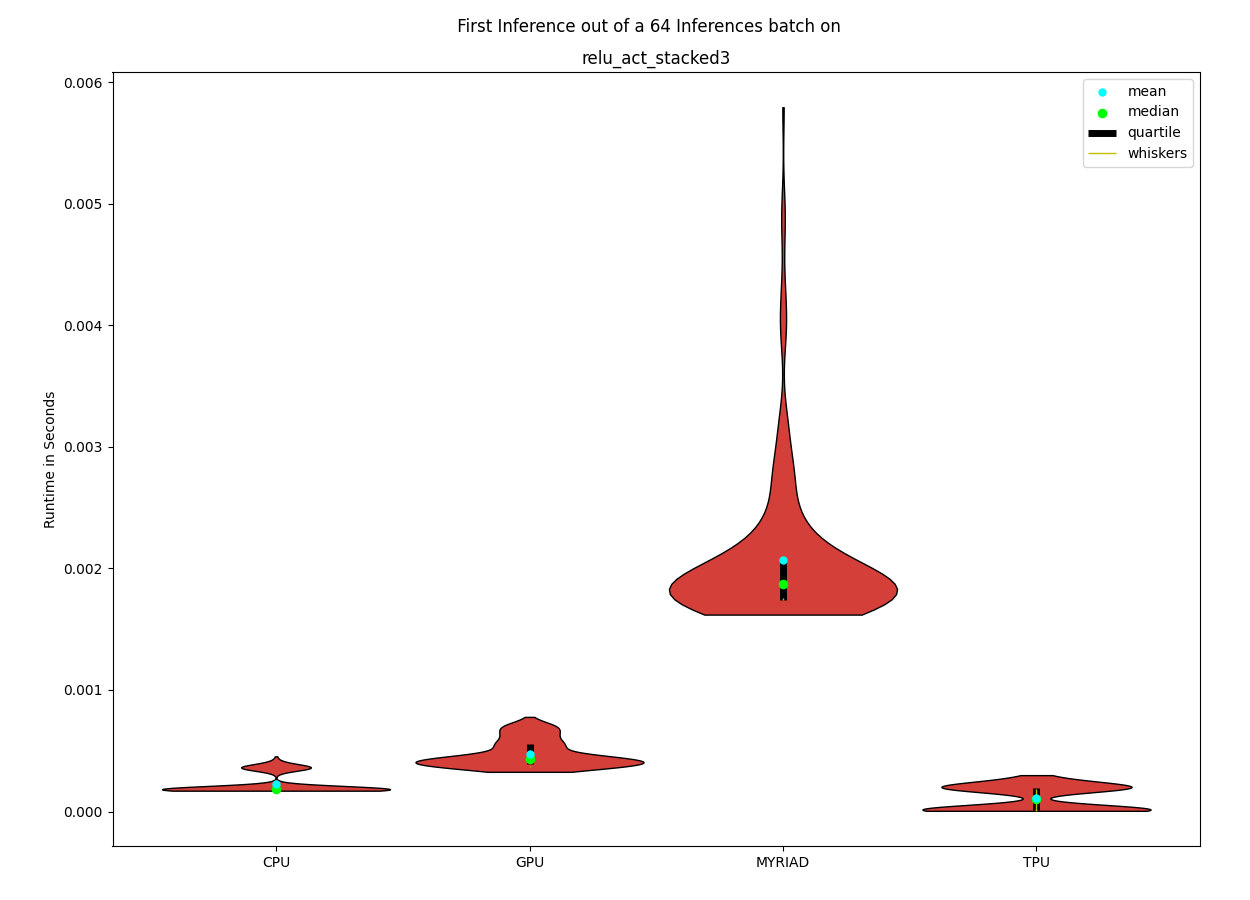 First Inference out of a 64 Inferences batch on
relu_act_stacked3
mean
median
quartile
whiskers
Runtime in Seconds
0.006
0.005
0.004
0.003
0.002
0.001
0.000
CPU
GPU
MYRIAD
TPU